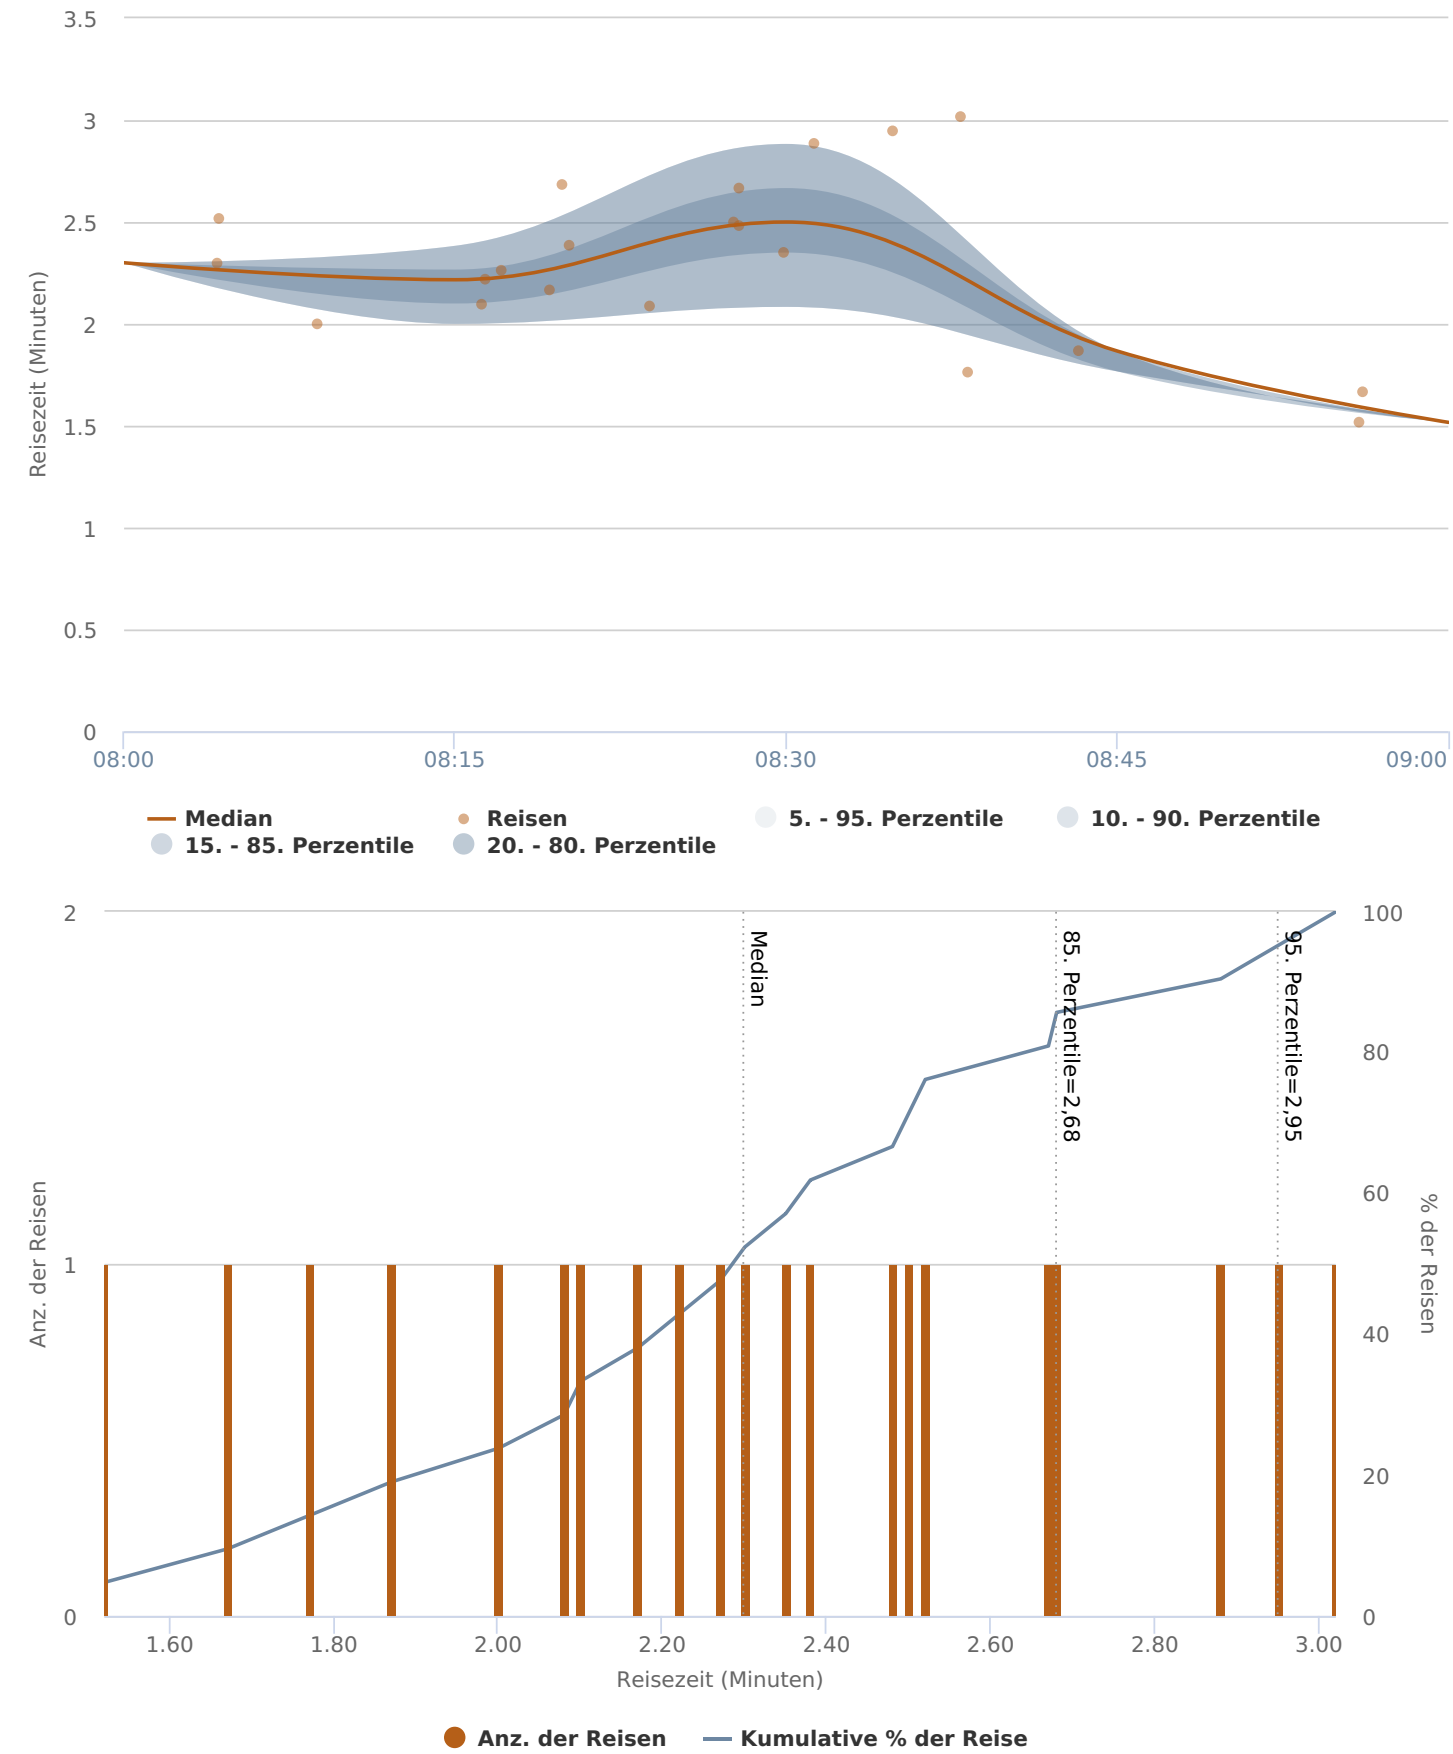 3.5
3
2.5
2
1.5
1
0.5
0
Reisezeit (Minuten)
08:00 08:15 08:30 08:45 09:00
Median Reisen 5. - 95. Perzentile 10. - 90. Perzentile
15. - 85. Perzentile 20. - 80. Perzentile
2
1
0
Anz. der Reisen
Median
85. Perzentile=2,68
95. Perzentile=2,95
100
80
60
40
20
0
% der Reisen
1.60 1.80 2.00 2.20 2.40 2.60 2.80 3.00
Reisezeit (Minuten)
Anz. der Reisen Kumulative % der Reise